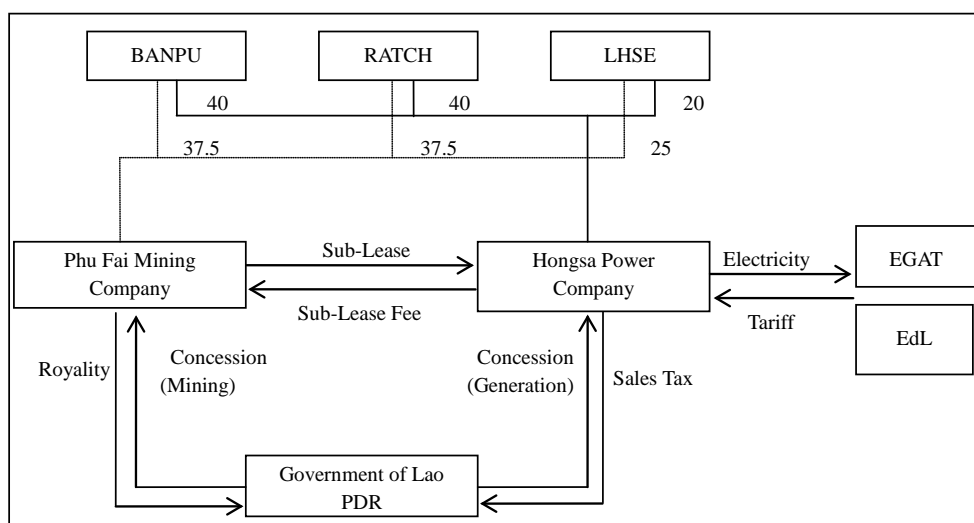 BANPU
RATCH
LHSE
40
40
20
37.5
37.5
25
Phu Fai Mining
Company
Sub-Lease
Sub-Lease Fee
Hongsa Power
Company
Electricity
Tariff
EGAT
EdL
Royality
Concession
(Mining)
Concession
(Generation)
Sales Tax
Government of Lao
PDR